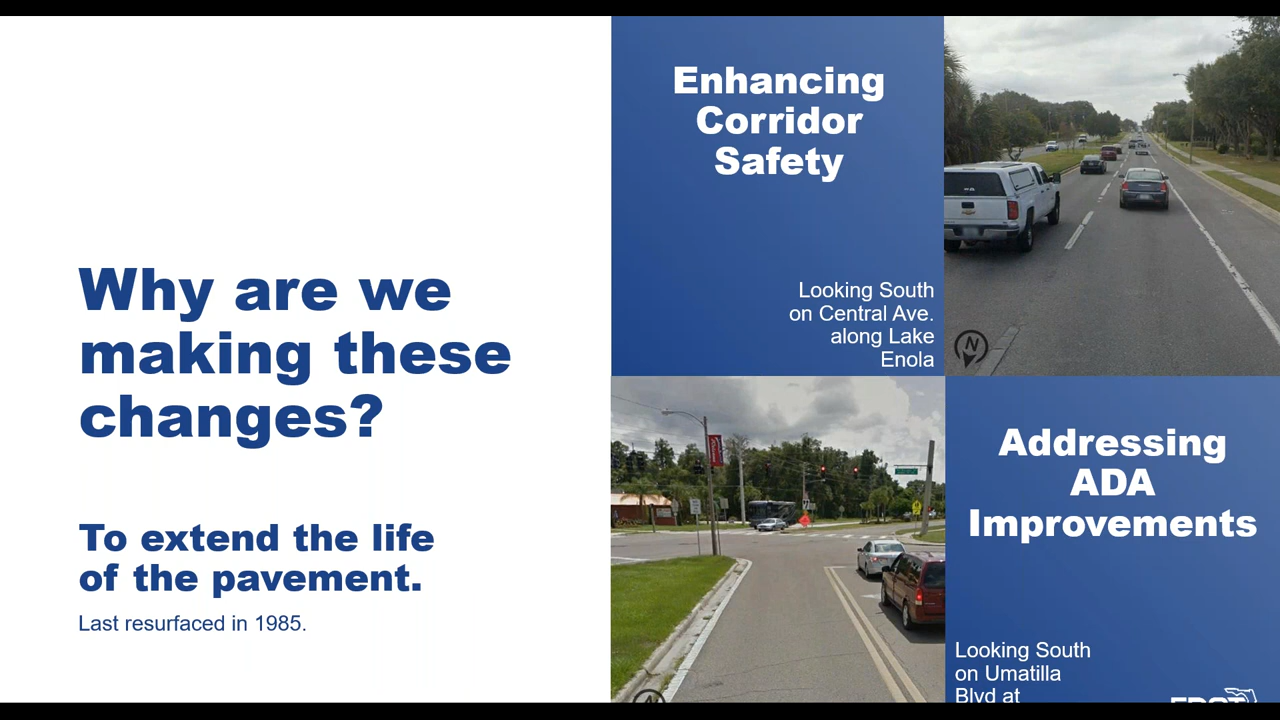 Why are we
making these
changes?
To extend the life
of the pavement.
Last resurfaced in 1985.
Enhancing
Corridor
Safety
Looking South
on Central Ave.
along Lake
Enola
N
Addressing
ADA
Improvements
Looking South
on Umatilla
Blvd at